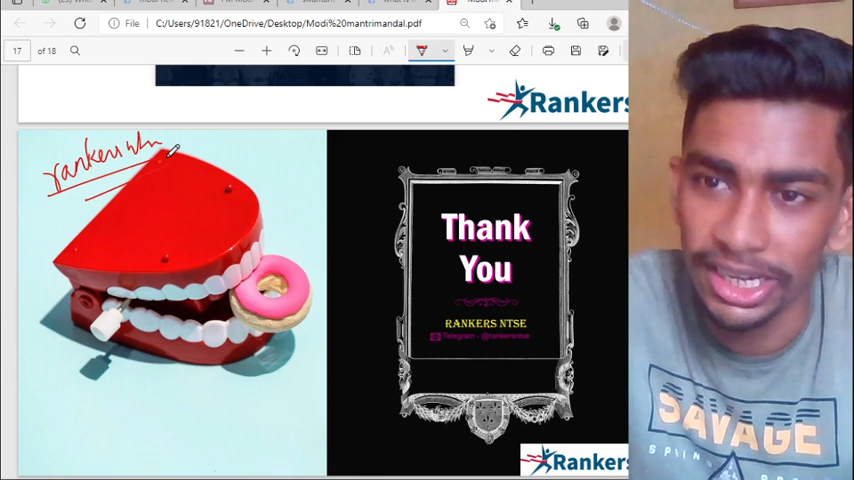 File
C:/Users/91821/OneDrive/Desktop/Modi%20mantrimandal.pdf
17 of 18
Rankers
rankers
Thank
You
RANKERS NTSE
Telegram - @rankersntse
Rankers
SAVAGE